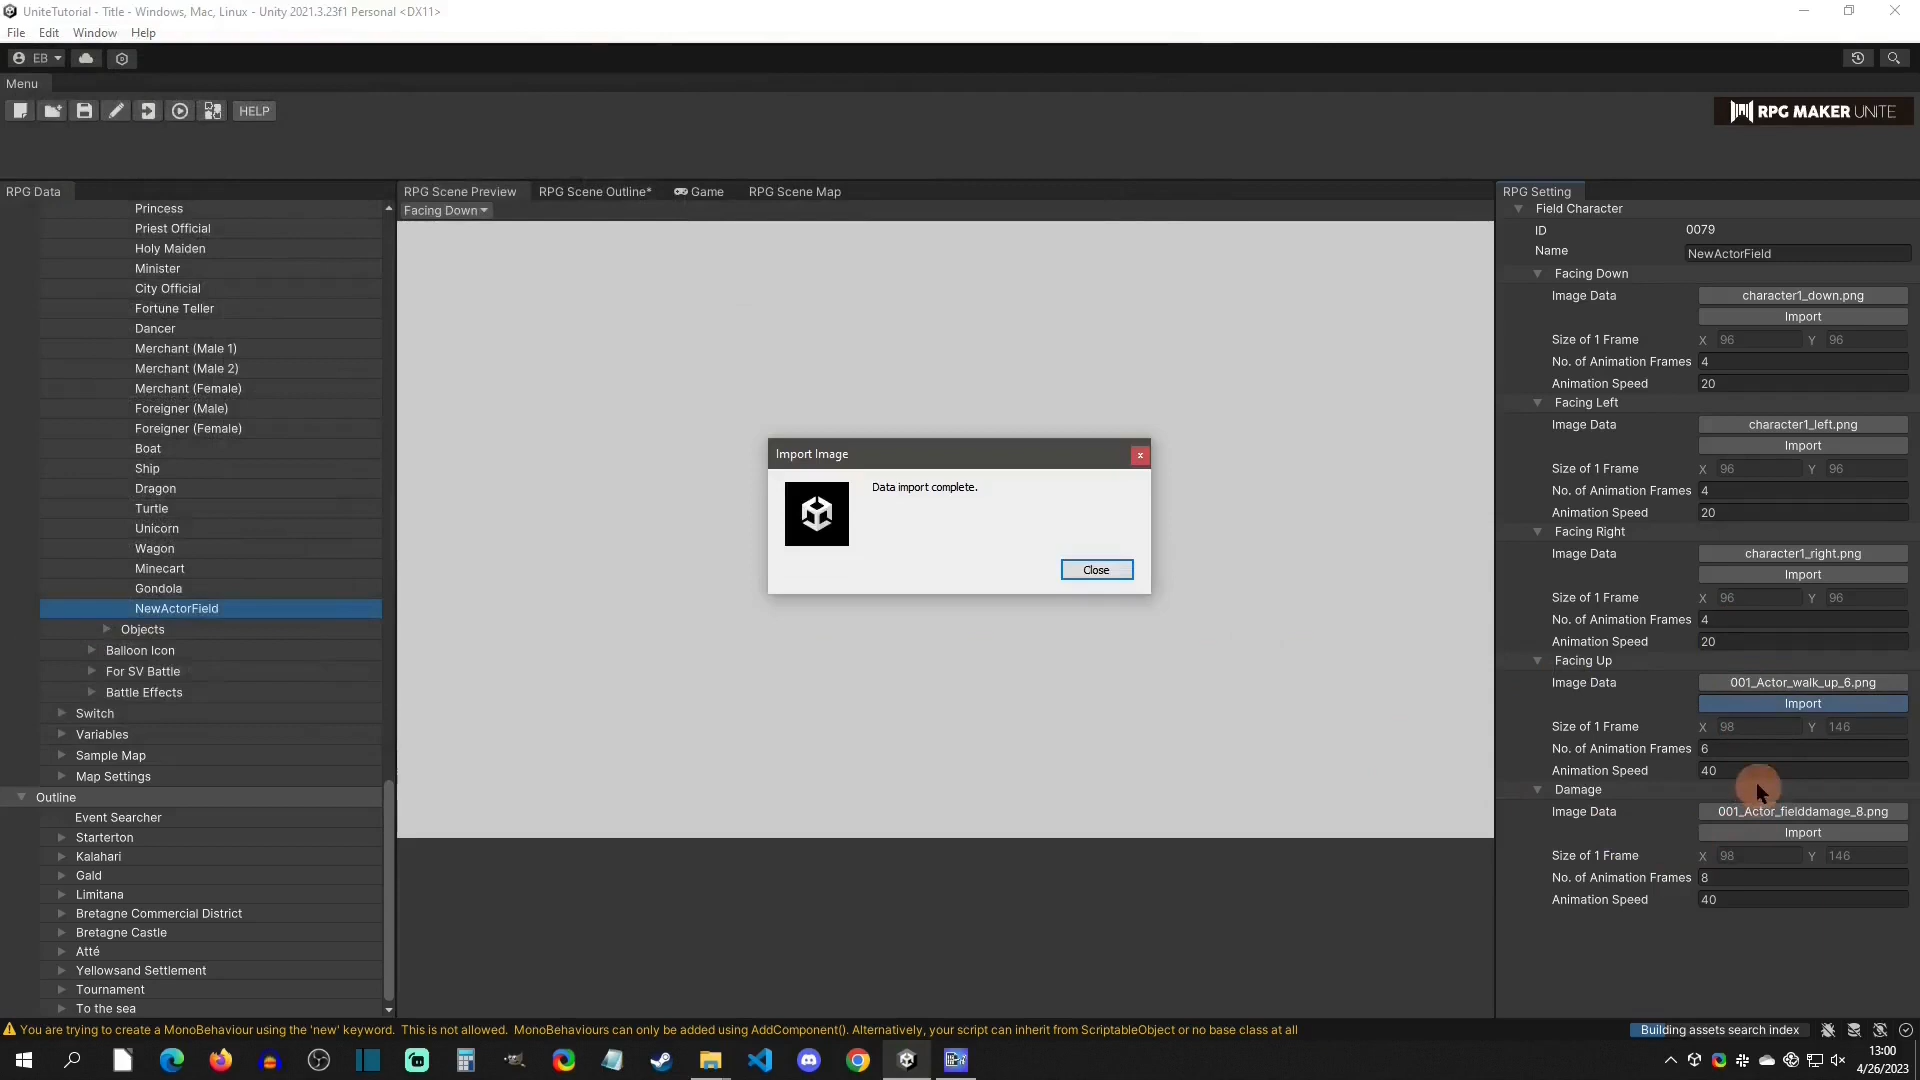 UniteTutorial - Title - Windows, Mac, Linux - Unity 2021.3.23f1 Personal <DX11>
File Edit Window Help
EB
Menu
HELP
RPG MAKER UNITE
RPG Data
RPG Scene Preview RPG Scene Outline* Game RPG Scene Map
RPG Setting
Facing Down
Princess
Priest Official
Holy Maiden
Minister
City Official
Fortune Teller
Dancer
Merchant (Male 1)
Merchant (Male 2)
Merchant (Female)
Foreigner (Male)
Foreigner (Female)
Boat
Ship
Dragon
Turtle
Unicorn
Wagon
Minecart
Gondola
NewActorField
Objects
Balloon Icon
For SV Battle
Battle Effects
Switch
Variables
Sample Map
Map Settings
Outline
Event Searcher
Starterton
Kalahari
Gald
Limitana
Bretagne Commercial District
Bretagne Castle
Atté
Yellowsand Settlement
Tournament
To the sea
Import Image
x
Data import complete.
Close
Field Character
ID 0079
Name NewActorField
Facing Down
Image Data character1_down.png
Import
Size of 1 Frame X 96 Y 96
No. of Animation Frames 4
Animation Speed 20
Facing Left
Image Data character1_left.png
Import
Size of 1 Frame X 96 Y 96
No. of Animation Frames 4
Animation Speed 20
Facing Right
Image Data character1_right.png
Import
Size of 1 Frame X 96 Y 96
No. of Animation Frames 4
Animation Speed 20
Facing Up
Image Data 001_Actor_walk_up_6.png
Import
Size of 1 Frame X 98 Y 146
No. of Animation Frames 6
Animation Speed 40
Damage
Image Data 001_Actor_fielddamage_8.png
Import
Size of 1 Frame X 98 Y 146
No. of Animation Frames 8
Animation Speed 40
You are trying to create a MonoBehaviour using the 'new' keyword. This is not allowed. MonoBehaviours can only be added using AddComponent(). Alternatively, your script can inherit from ScriptableObject or no base class at all
Building assets search index
13:00
4/26/2023